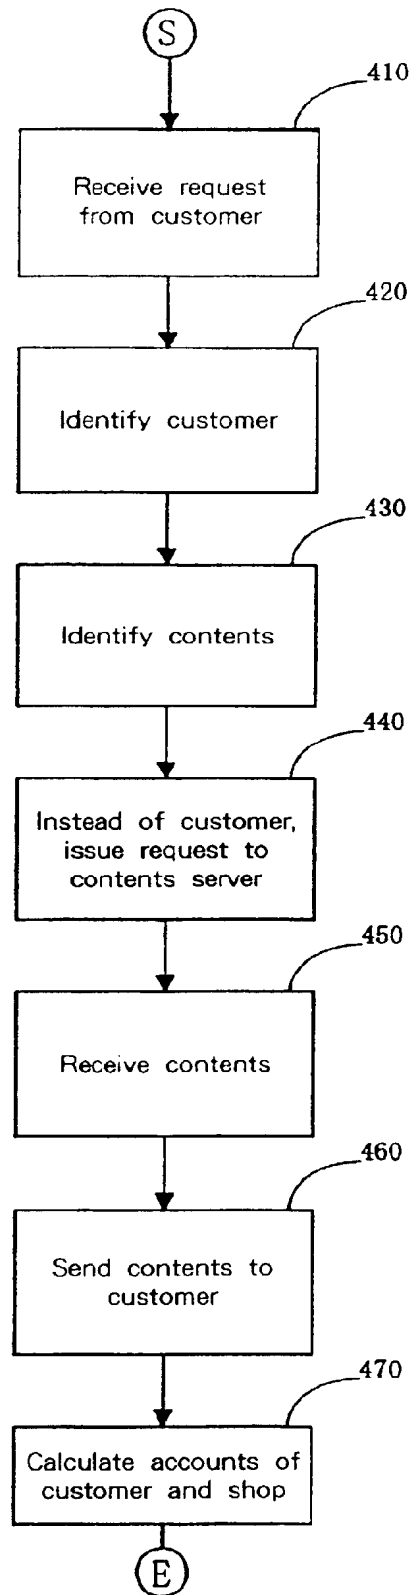 S
410
Receive request
from customer
420
Identify customer
430
Identify contents
440
Instead of customer,
issue request to
contents server
450
Receive contents
460
Send contents to
customer
470
Calculate accounts of
customer and shop
E